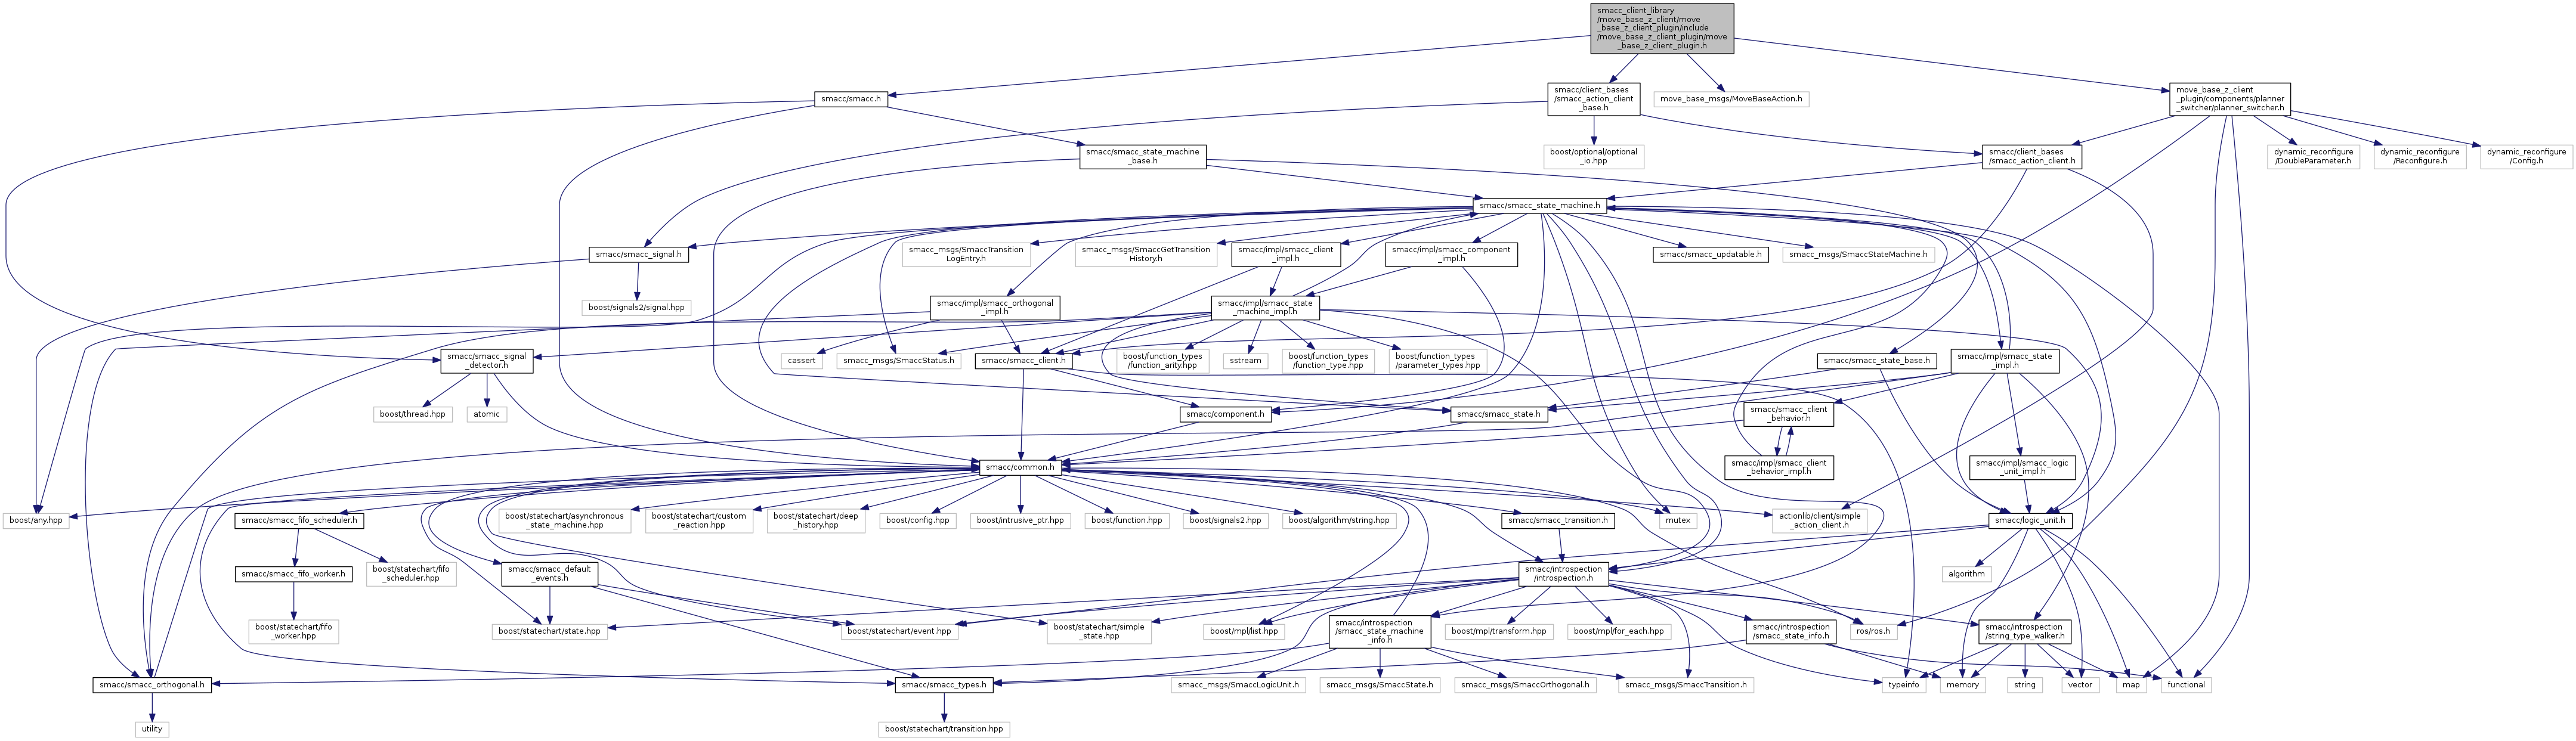 smacc_client_library
/move_base_z_client/move
_base_z_client_plugin/include
/move_base_z_client_plugin/move
_base_z_client_plugin.h
smacc/smacc.h
smacc/client_bases
/smacc_action_client
_base.h
move_base_msgs/MoveBaseAction.h
move_base_z_client
_plugin/components/planner
_switcher/planner_switcher.h
smacc/smacc_state_machine
_base.h
boost/optional/optional
_io.hpp
smacc/client_bases
/smacc_action_client.h
dynamic_reconfigure
/DoubleParameter.h
dynamic_reconfigure
/Reconfigure.h
dynamic_reconfigure
/Config.h
smacc/smacc_state_machine.h
smacc/smacc_signal.h
smacc_msgs/SmaccTransition
LogEntry.h
smacc_msgs/SmaccGetTransition
History.h
smacc/impl/smacc_client
_impl.h
smacc/impl/smacc_component
_impl.h
smacc/smacc_updatable.h
smacc_msgs/SmaccStateMachine.h
boost/signals2/signal.hpp
smacc/impl/smacc_orthogonal
_impl.h
smacc/impl/smacc_state
_machine_impl.h
smacc/smacc_signal
_detector.h
cassert
smacc_msgs/SmaccStatus.h
smacc/smacc_client.h
boost/function_types
/function_arity.hpp
sstream
boost/function_types
/function_type.hpp
boost/function_types
/parameter_types.hpp
smacc/smacc_state_base.h
smacc/impl/smacc_state
_impl.h
boost/thread.hpp
atomic
smacc/component.h
smacc/smacc_state.h
smacc/smacc_client
_behavior.h
smacc/common.h
smacc/impl/smacc_client
_behavior_impl.h
smacc/impl/smacc_logic
_unit_impl.h
boost/any.hpp
smacc/smacc_fifo_scheduler.h
boost/statechart/asynchronous
_state_machine.hpp
boost/statechart/custom
_reaction.hpp
boost/statechart/deep
_history.hpp
boost/config.hpp
boost/intrusive_ptr.hpp
boost/function.hpp
boost/signals2.hpp
boost/algorithm/string.hpp
smacc/smacc_transition.h
mutex
actionlib/client/simple
_action_client.h
smacc/logic_unit.h
smacc/smacc_fifo_worker.h
boost/statechart/fifo
_scheduler.hpp
smacc/smacc_default
_events.h
smacc/introspection
/introspection.h
algorithm
boost/statechart/fifo
_worker.hpp
boost/statechart/state.hpp
boost/statechart/event.hpp
boost/statechart/simple
_state.hpp
boost/mpl/list.hpp
smacc/introspection
/smacc_state_machine
_info.h
boost/mpl/transform.hpp
boost/mpl/for_each.hpp
smacc/introspection
/smacc_state_info.h
ros/ros.h
smacc/introspection
/string_type_walker.h
smacc/smacc_orthogonal.h
smacc/smacc_types.h
smacc_msgs/SmaccLogicUnit.h
smacc_msgs/SmaccState.h
smacc_msgs/SmaccOrthogonal.h
smacc_msgs/SmaccTransition.h
typeinfo
memory
string
vector
map
functional
utility
boost/statechart/transition.hpp